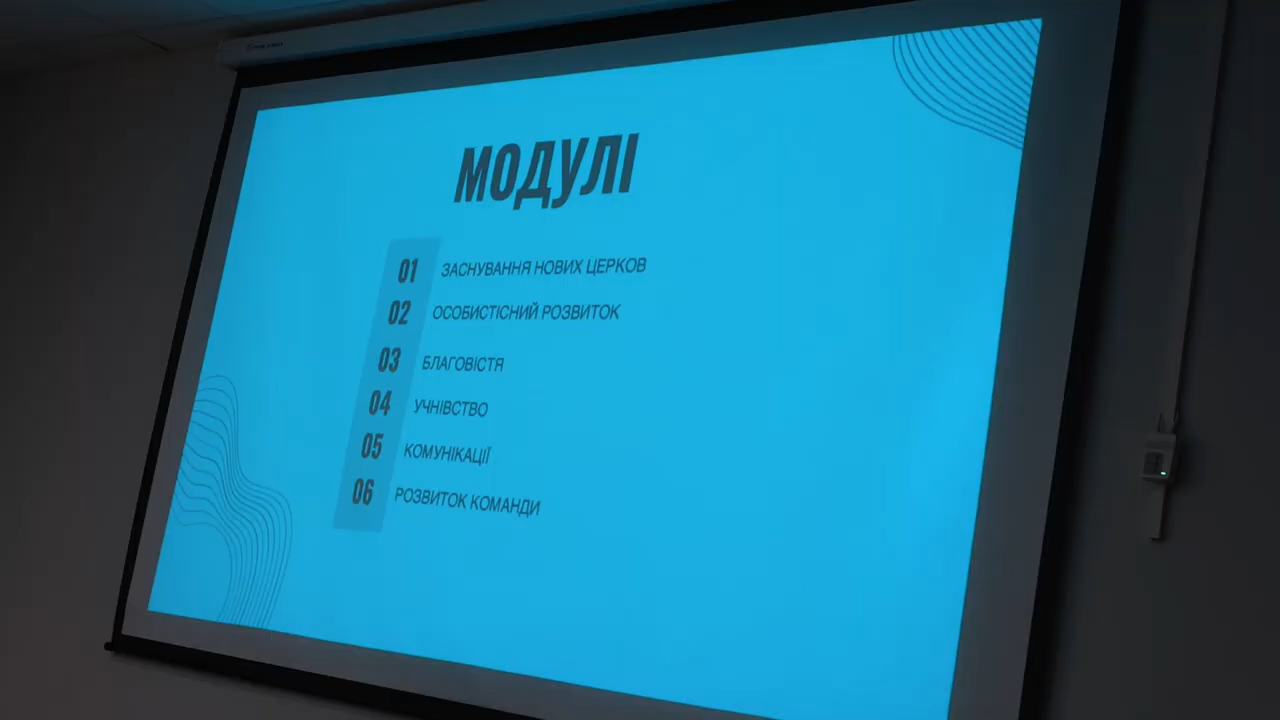 МОДУЛІ
01 ЗАСНУВАННЯ НОВИХ ЦЕРКОВ
02 ОСОБИСТІСНИЙ РОЗВИТОК
03 БЛАГОВІСТЯ
04 УЧНІВСТВО
05 КОМУНІКАЦІЇ
06 РОЗВИТОК КОМАНДИ